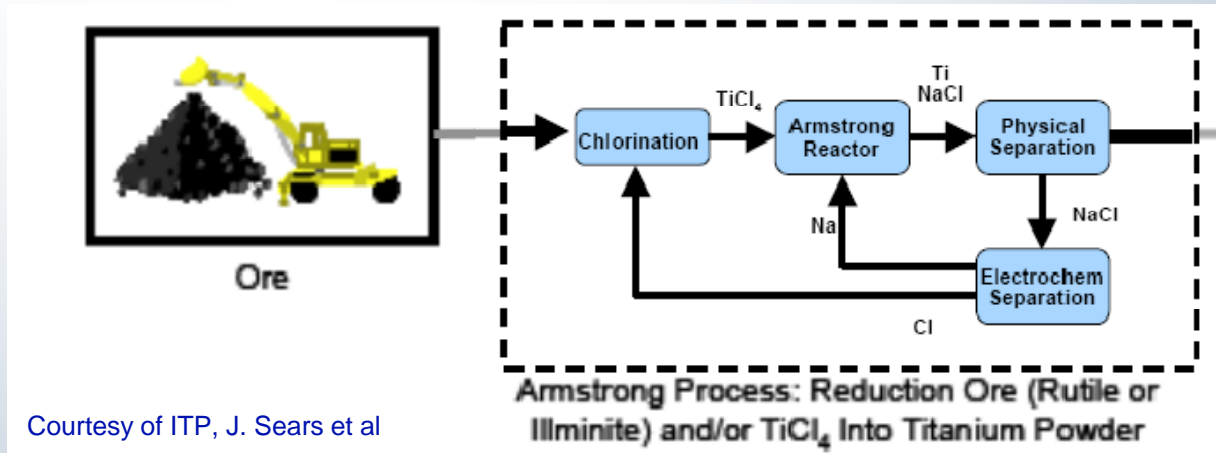 Ore
Chlorination
TiCl₄
Armstrong
Reactor
Ti
NaCl
Physical
Separation
NaCl
Electrochem
Separation
Na
Cl
Armstrong Process: Reduction Ore (Rutile or
Illminite) and/or TiCl₄ Into Titanium Powder
Courtesy of ITP, J. Sears et al